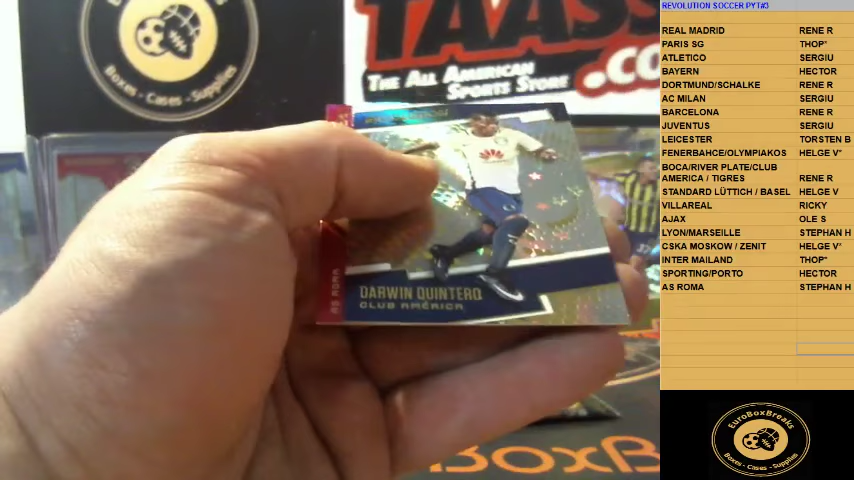 Boxes - Cases - Supplies
TAASS
THE ALL AMERICAN
SPORTS STORE
.CO
AS ROMA
DARWIN QUINTERO
CLUB AMÉRICA
BOXB
REVOLUTION SOCCER PYT#3
REAL MADRID RENE R
PARIS SG THOP*
ATLETICO SERGIU
BAYERN HECTOR
DORTMUND/SCHALKE RENE R
AC MILAN SERGIU
BARCELONA RENE R
JUVENTUS SERGIU
LEICESTER TORSTEN B
FENERBAHCE/OLYMPIAKOS HELGE V*
BOCA/RIVER PLATE/CLUB
AMERICA / TIGRES RENE R
STANDARD LÜTTICH / BASEL HELGE V
VILLAREAL RICKY
AJAX OLE S
LYON/MARSEILLE STEPHAN H
CSKA MOSKOW / ZENIT HELGE V*
INTER MAILAND THOP*
SPORTING/PORTO HECTOR
AS ROMA STEPHAN H
EuroBoxBreaks
Boxes - Cases - Supplies